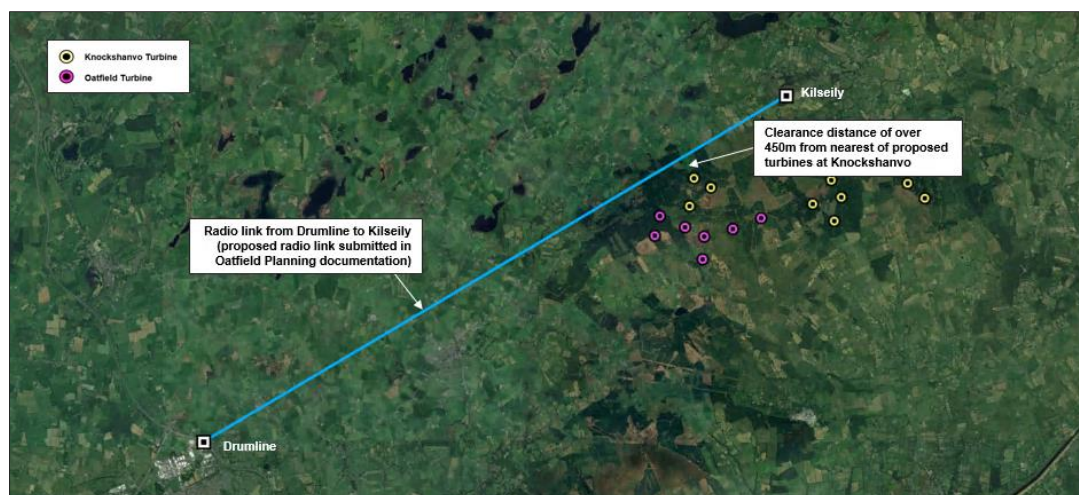 Knockshanvo Turbine
Oatfield Turbine
Kilseily
Clearance distance of over
450m from nearest of proposed
turbines at Knockshanvo
Radio link from Drumline to Kilseily
(proposed radio link submitted in
Oatfield Planning documentation)
Drumline